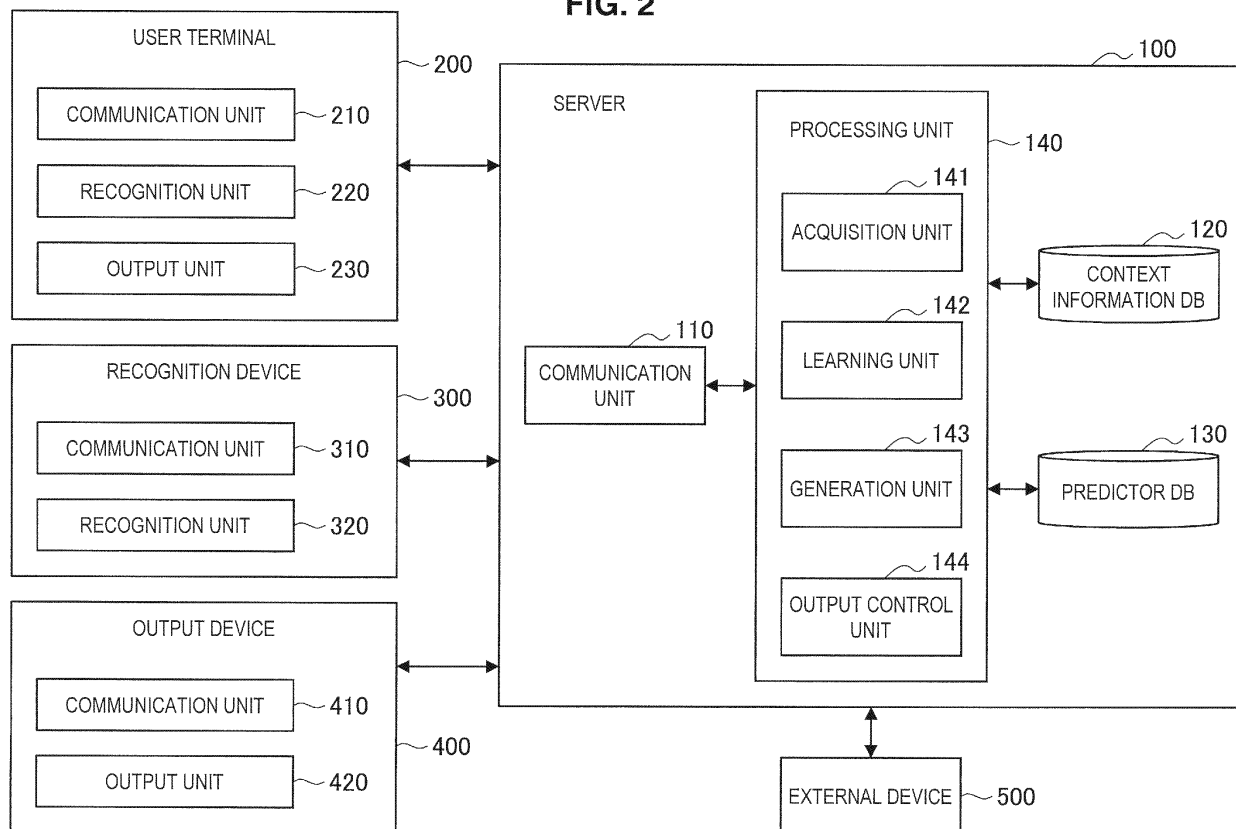 FIG. 2
USER TERMINAL
200
COMMUNICATION UNIT
210
RECOGNITION UNIT
220
OUTPUT UNIT
230
RECOGNITION DEVICE
300
COMMUNICATION UNIT
310
RECOGNITION UNIT
320
OUTPUT DEVICE
400
COMMUNICATION UNIT
410
OUTPUT UNIT
420
100
SERVER
110
COMMUNICATION
UNIT
PROCESSING UNIT
140
141
ACQUISITION UNIT
142
LEARNING UNIT
143
GENERATION UNIT
144
OUTPUT CONTROL
UNIT
120
CONTEXT
INFORMATION DB
130
PREDICTOR DB
EXTERNAL DEVICE
500